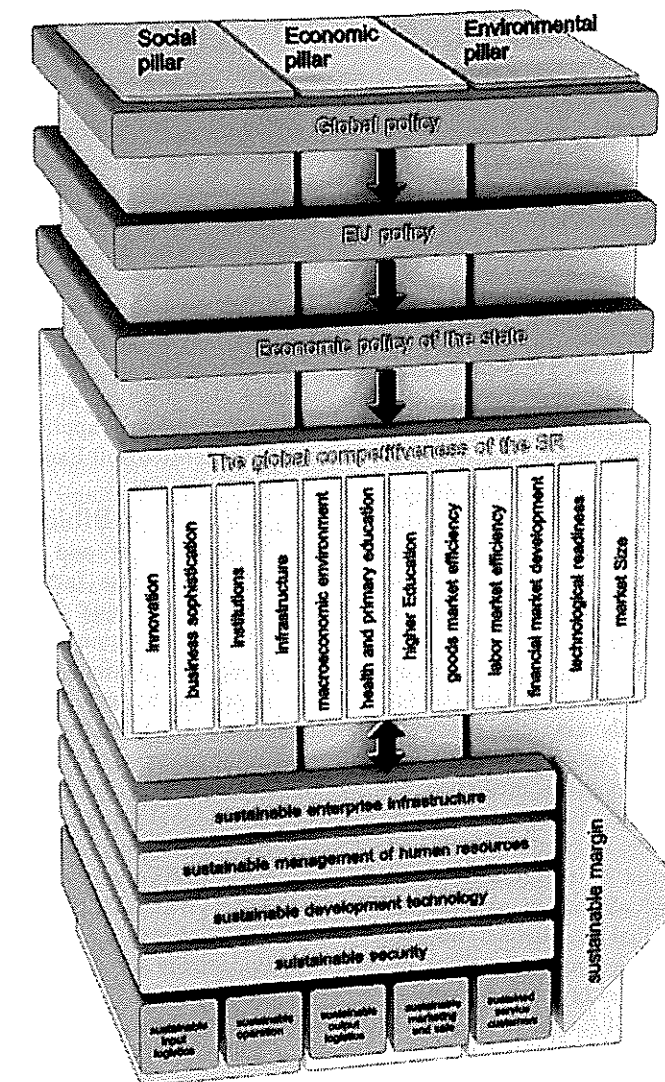 Social
pillar
Economic
pillar
Environmental
pillar
Global policy
EU policy
Economic policy of the state
The global competitiveness of the SR
innovation
business sophistication
institutions
infrastructure
macroeconomic environment
health and primary education
higher Education
goods market efficiency
labor market efficiency
financial market development
technological readiness
market Size
sustainable enterprise infrastructure
sustainable management of human resources
sustainable development technology
sustainable security
sustainable margin
sustainable
input
logistics
sustainable
operation
sustainable
output
logistics
sustainable
marketing
and sale
sustained
service
customers